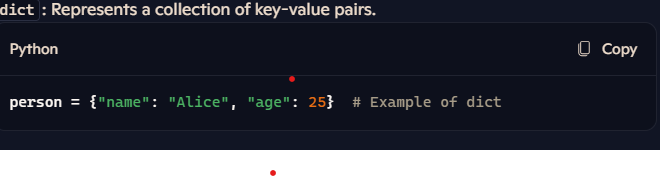 dict : Represents a collection of key-value pairs.
Python
Copy
person = {"name": "Alice", "age": 25}  # Example of dict